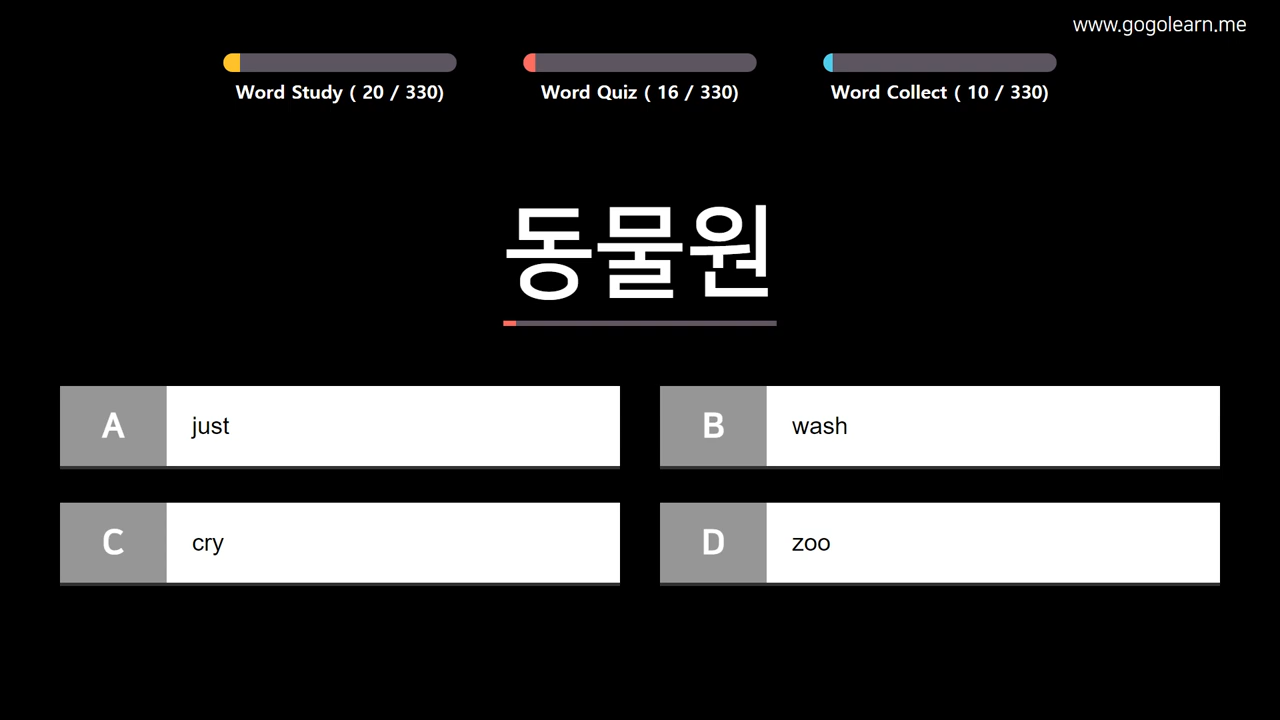 www.gogolearn.me
Word Study ( 20 / 330)
Word Quiz ( 16 / 330)
Word Collect ( 10 / 330)
동물원
A just
B wash
C cry
D zoo